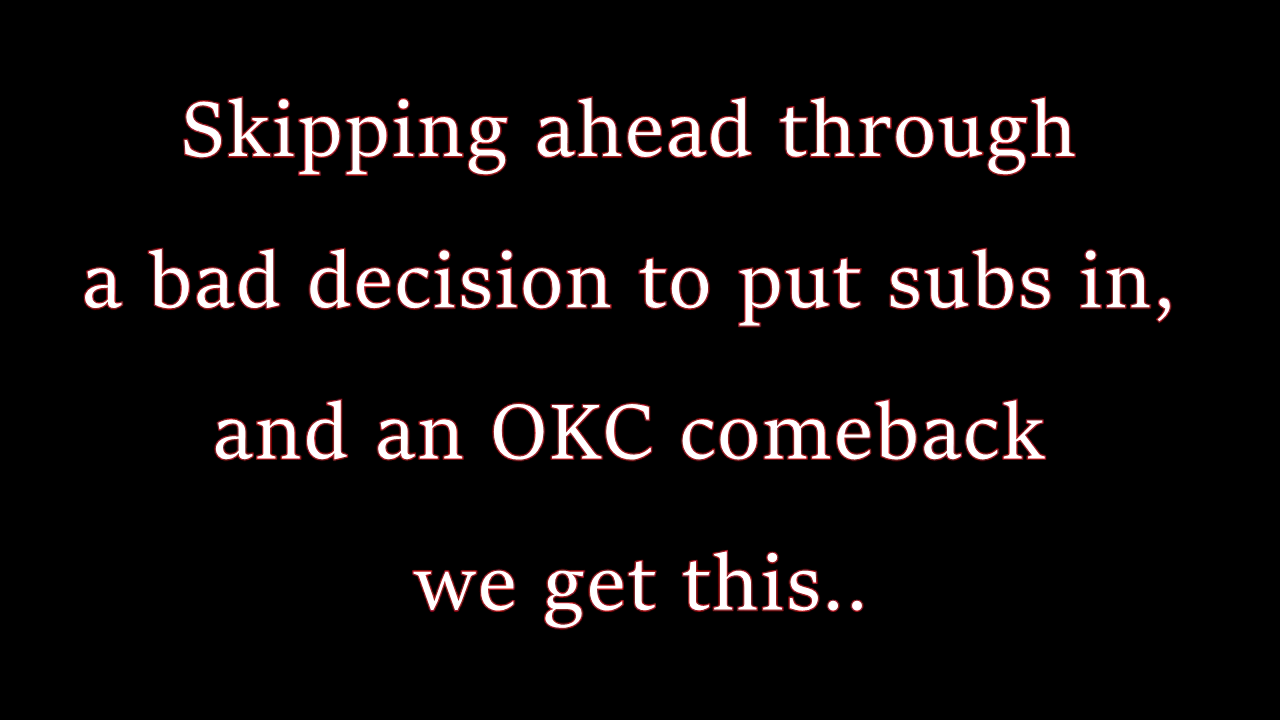 Skipping ahead through
a bad decision to put subs in,
and an OKC comeback
we get this..